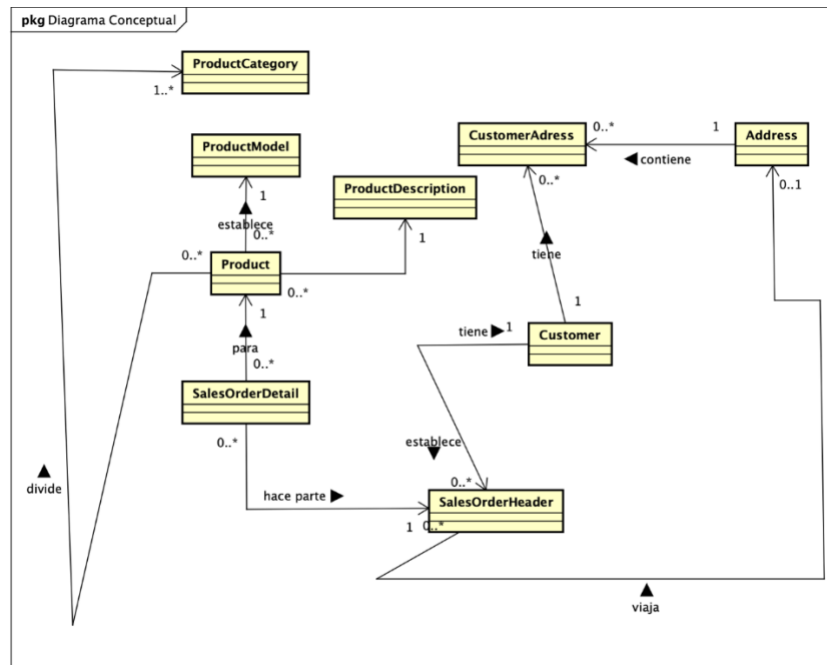 pkg Diagrama Conceptual
ProductCategory
1..*
ProductModel
CustomerAdress
0..*
1
Address
contiene
0..1
0..*
1
establece
0..*
ProductDescription
1
0..*
Product
0..*
tiene
1
1
tiene
1
Customer
para
0..*
SalesOrderDetail
0..*
establece
divide
hace parte
0..*
SalesOrderHeader
1
0..*
viaja